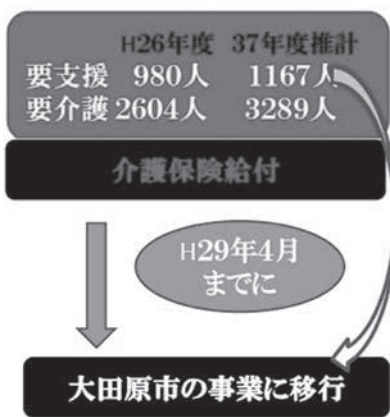 H26年度 37年度推計
要支援 980人 1167人
要介護 2604人 3289人
介護保険給付
H29年4月
までに
大田原市の事業に移行